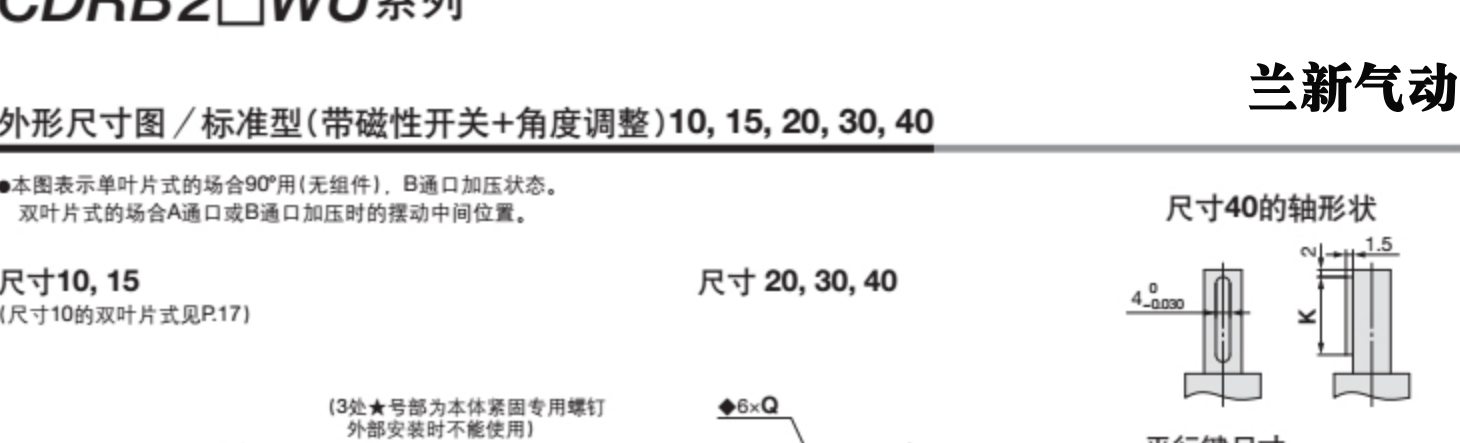 CDRB2□WU系列
兰新气动
外形尺寸图/标准型(带磁性开关+角度调整)10, 15, 20, 30, 40
●本图表示单叶片式的场合90°用(无组件)，B通口加压状态。
双叶片式的场合A通口或B通口加压时的摆动中间位置。
尺寸40的轴形状
尺寸10, 15
(尺寸10的双叶片式见P.17)
尺寸 20, 30, 40
2
1.5
4 0 -0.030
K
(3处★号部为本体紧固专用螺钉
外部安装时不能使用)
◆6×Q
平行键尺寸